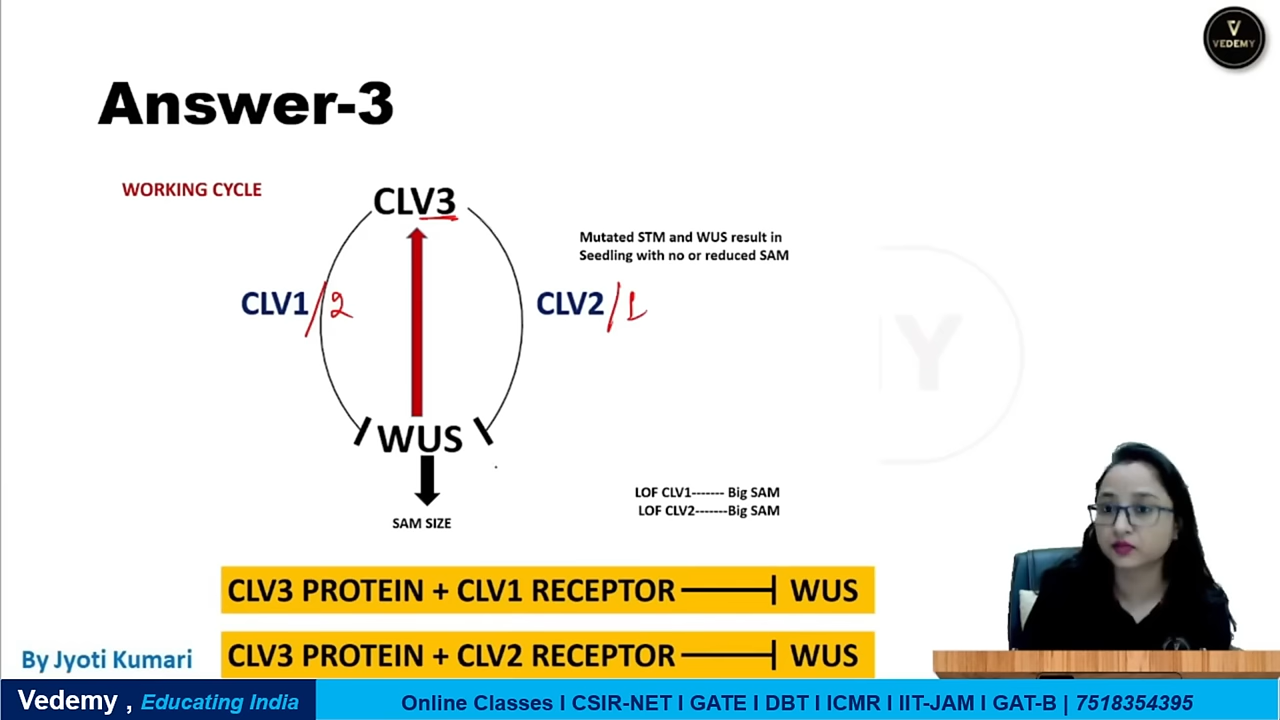 VEDEMY
Answer-3
WORKING CYCLE
CLV3
Mutated STM and WUS result in
Seedling with no or reduced SAM
CLV1/2
CLV2/1
WUS
SAM SIZE
LOF CLV1------- Big SAM
LOF CLV2-------Big SAM
CLV3 PROTEIN + CLV1 RECEPTOR WUS
CLV3 PROTEIN + CLV2 RECEPTOR WUS
By Jyoti Kumari
Vedemy , Educating India
Online Classes I CSIR-NET I GATE I DBT I ICMR I IIT-JAM I GAT-B | 7518354395